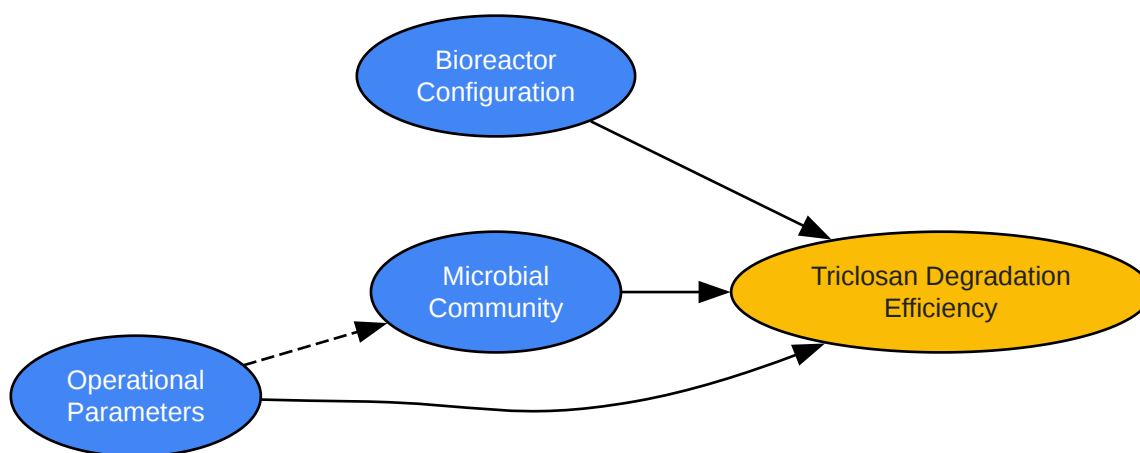 Bioreactor
Configuration
Microbial
Community
Triclosan Degradation
Efficiency
Operational
Parameters